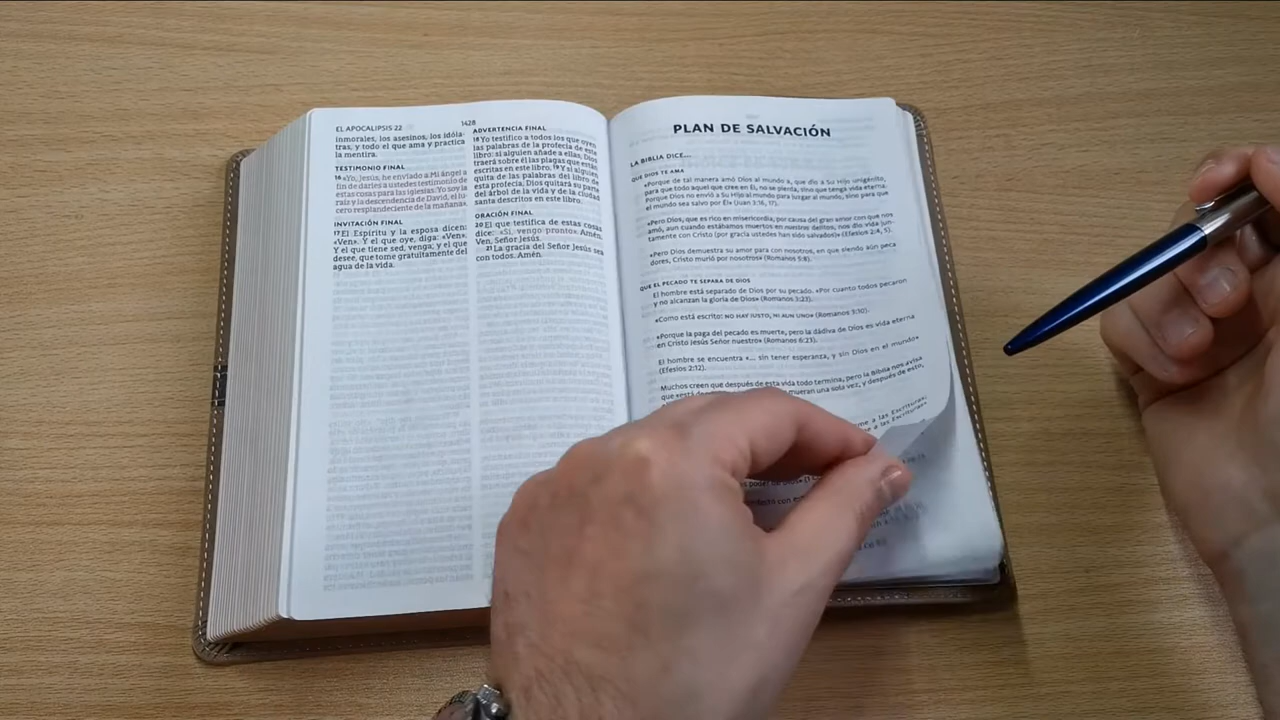 EL APOCALIPSIS 22
1428
inmorales, los asesinos, los idóla-
tras, y todo el que ama y practica
la mentira.
TESTIMONIO FINAL
16 «Yo, Jesús, he enviado a Mi ángel a
fin de darles a ustedes testimonio de
estas cosas para las iglesias. Yo soy la
raíz y la descendencia de David, el lu-
cero resplandeciente de la mañana».
INVITACIÓN FINAL
17 El Espíritu y la esposa dicen:
«Ven». Y el que oye, diga: «Ven».
Y el que tiene sed, venga; y el que
desee, que tome gratuitamente del
agua de la vida.
ADVERTENCIA FINAL
18 Yo testifico a todos los que oyen
las palabras de la profecía de este
libro: si alguien añade a ellas, Dios
traerá sobre él las plagas que están
escritas en este libro. 19 Y si alguien
quita de las palabras del libro de
esta profecía, Dios quitará su parte
del árbol de la vida y de la ciudad
santa descritos en este libro.
ORACIÓN FINAL
20 El que testifica de estas cosas
dice: «Sí, vengo pronto». Amén.
Ven, Señor Jesús.
21 La gracia del Señor Jesús sea
con todos. Amén.
PLAN DE SALVACIÓN
LA BIBLIA DICE...
QUE DIOS TE AMA
«Porque de tal manera amó Dios al mundo, que dio a Su Hijo unigénito,
para que todo aquel que cree en Él, no se pierda, sino que tenga vida eterna.
Porque Dios no envió a Su Hijo al mundo para juzgar al mundo, sino para que
el mundo sea salvo por Él» (Juan 3:16, 17).
«Pero Dios, que es rico en misericordia, por causa del gran amor con que nos
amó, aun cuando estábamos muertos en nuestros delitos, nos dio vida jun-
tamente con Cristo (por gracia ustedes han sido salvados)» (Efesios 2:4, 5).
«Pero Dios demuestra su amor para con nosotros, en que siendo aún peca
dores, Cristo murió por nosotros» (Romanos 5:8).
QUE EL PECADO TE SEPARA DE DIOS
El hombre está separado de Dios por su pecado. «Por cuanto todos pecaron
y no alcanzan la gloria de Dios» (Romanos 3:23).
«Como está escrito: NO HAY JUSTO, NI AUN UNO» (Romanos 3:10).
«Porque la paga del pecado es muerte, pero la dádiva de Dios es vida eterna
en Cristo Jesús Señor nuestro» (Romanos 6:23).
El hombre se encuentra «... sin tener esperanza, y sin Dios en el mundo»
(Efesios 2:12).
Muchos creen que después de esta vida todo termina, pero la Biblia nos avisa
que «está de mueran una sola vez, y después de esto,
me a las Escrituras;
me a las Escrituras»